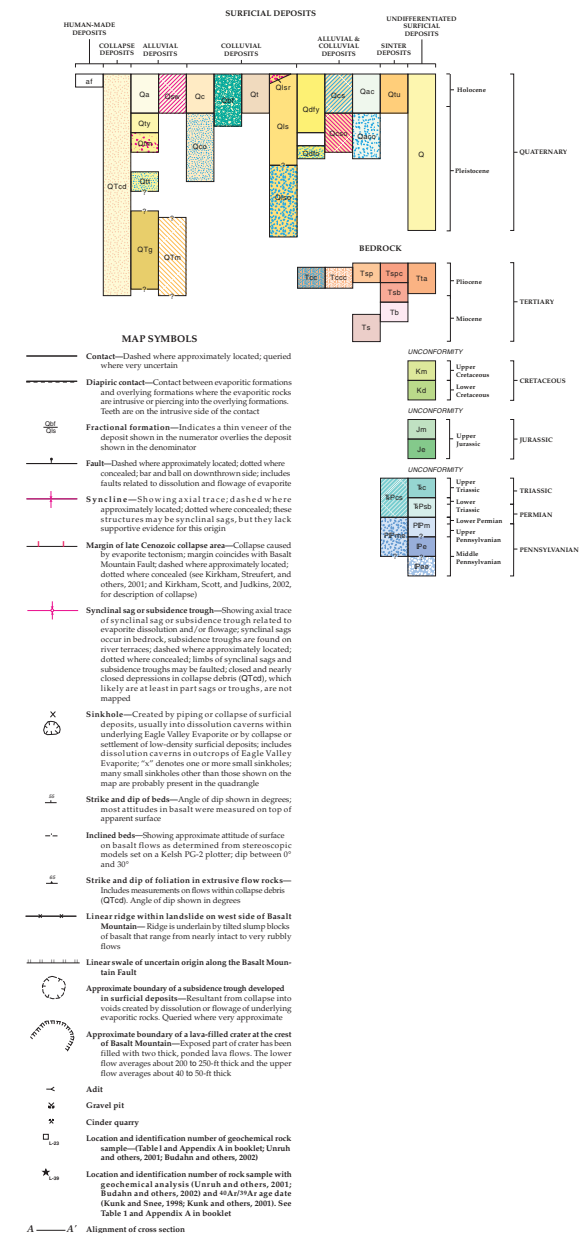 SURFICIAL DEPOSITS
HUMAN-MADE
DEPOSITS
COLLAPSE
DEPOSITS
ALLUVIAL
DEPOSITS
COLLUVIAL
DEPOSITS
ALLUVIAL &
COLLUVIAL
DEPOSITS
SINTER
DEPOSITS
UNDIFFERENTIATED
SURFICIAL
DEPOSITS
af
QTcd
Qa
Qsw
Qc
Qbf
Qt
Qlsr
Qdfy
Qcs
Qac
Qtu
Q
Qty
Qls
Qco
Qcso
Qaco
Qdfo
Qtt
?
?
Qlso
QTg
?
QTm
?
?
?
Holocene
Pleistocene
QUATERNARY
BEDROCK
Tcc
Tccc
Tsp
Tspc
Tta
Tsb
Tb
Ts
Pliocene
Miocene
TERTIARY
UNCONFORMITY
Km
Kd
Upper
Cretaceous
Lower
Cretaceous
CRETACEOUS
UNCONFORMITY
Jm
Je
Upper
Jurassic
JURASSIC
UNCONFORMITY
Upper
Triassic
Lower
Triassic
Lower Permian
Upper
Pennsylvanian
Middle
Pennsylvanian
TRIASSIC
PERMIAN
PENNSYLVANIAN
MAP SYMBOLS
Contact—Dashed where approximately located; queried
where very uncertain
Diapiric contact—Contact between evaporitic formations
and overlying formations where the evaporitic rocks
are intrusive or piercing into the overlying formations.
Teeth are on the intrusive side of the contact
Qbf
Qls
Fractional formation—Indicates a thin veneer of the
deposit shown in the numerator overlies the deposit
shown in the denominator
Fault—Dashed where approximately located; dotted where
concealed; bar and ball on downthrown side; includes
faults related to dissolution and flowage of evaporite
Syncline—Showing axial trace; dashed where
approximately located; dotted where concealed; these
structures may be synclinal sags, but they lack
supportive evidence for this origin
Margin of late Cenozoic collapse area—Collapse caused
by evaporite tectonism; margin coincides with Basalt
Mountain Fault; dashed where approximately located;
dotted where concealed (see Kirkham, Streufert, and
others, 2001; and Kirkham, Scott, and Judkins, 2002,
for description of collapse)
Synclinal sag or subsidence trough—Showing axial trace
of synclinal sag or subsidence trough related to
evaporite dissolution and/or flowage; synclinal sags
occur in bedrock, subsidence troughs are found on
river terraces; dashed where approximately located;
dotted where concealed; limbs of synclinal sags and
subsidence troughs may be faulted; closed and nearly
closed depressions in collapse debris (QTcd), which
likely are at least in part sags or troughs, are not
mapped
Sinkhole—Created by piping or collapse of surficial
deposits, usually into dissolution caverns within
underlying Eagle Valley Evaporite or by collapse or
settlement of low-density surficial deposits; includes
dissolution caverns in outcrops of Eagle Valley
Evaporite; "x" denotes one or more small sinkholes;
many small sinkholes other than those shown on the
map are probably present in the quadrangle
Strike and dip of beds—Angle of dip shown in degrees;
most attitudes in basalt were measured on top of
apparent surface
Inclined beds—Showing approximate attitude of surface
on basalt flows as determined from stereoscopic
models set on a Kelsh PG-2 plotter; dip between 0°
and 30°
Strike and dip of foliation in extrusive flow rocks—
Includes measurements on flows within collapse debris
(QTcd). Angle of dip shown in degrees
Linear ridge within landslide on west side of Basalt
Mountain— Ridge is underlain by tilted slump blocks
of basalt that range from nearly intact to very rubbly
flows
Linear swale of uncertain origin along the Basalt Moun-
tain Fault
Approximate boundary of a subsidence trough developed
in surficial deposits—Resultant from collapse into
voids created by dissolution or flowage of underlying
evaporitic rocks. Queried where very approximate
Approximate boundary of a lava-filled crater at the crest
of Basalt Mountain—Exposed part of crater has been
filled with two thick, ponded lava flows. The lower
flow averages about 200 to 250-ft thick and the upper
flow averages about 40 to 50-ft thick
Adit
Gravel pit
Cinder quarry
L-23
Location and identification number of geochemical rock
sample—(Table1 and Appendix A in booklet; Unruh
and others, 2001; Budahn and others, 2002)
L-39
Location and identification number of rock sample with
geochemical analysis (Unruh and others, 2001;
Budahn and others, 2002) and ⁴⁰Ar/³⁹Ar age date
(Kunk and Snee, 1998; Kunk and others, 2001). See
Table 1 and Appendix A in booklet
A A′ Alignment of cross section